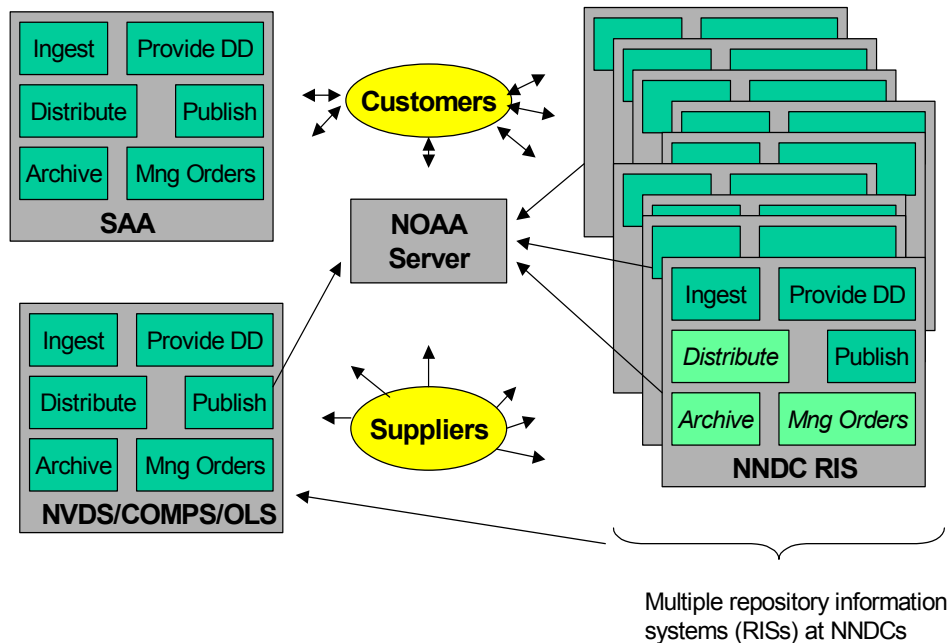 Ingest
Provide DD
Distribute
Publish
Archive
Mng Orders
SAA
Customers
NOAA
Server
Ingest
Provide DD
Distribute
Publish
Archive
Mng Orders
NVDS/COMPS/OLS
Suppliers
Ingest
Provide DD
Distribute
Publish
Archive
Mng Orders
NNDC RIS
Multiple repository information
systems (RISs) at NNDCs